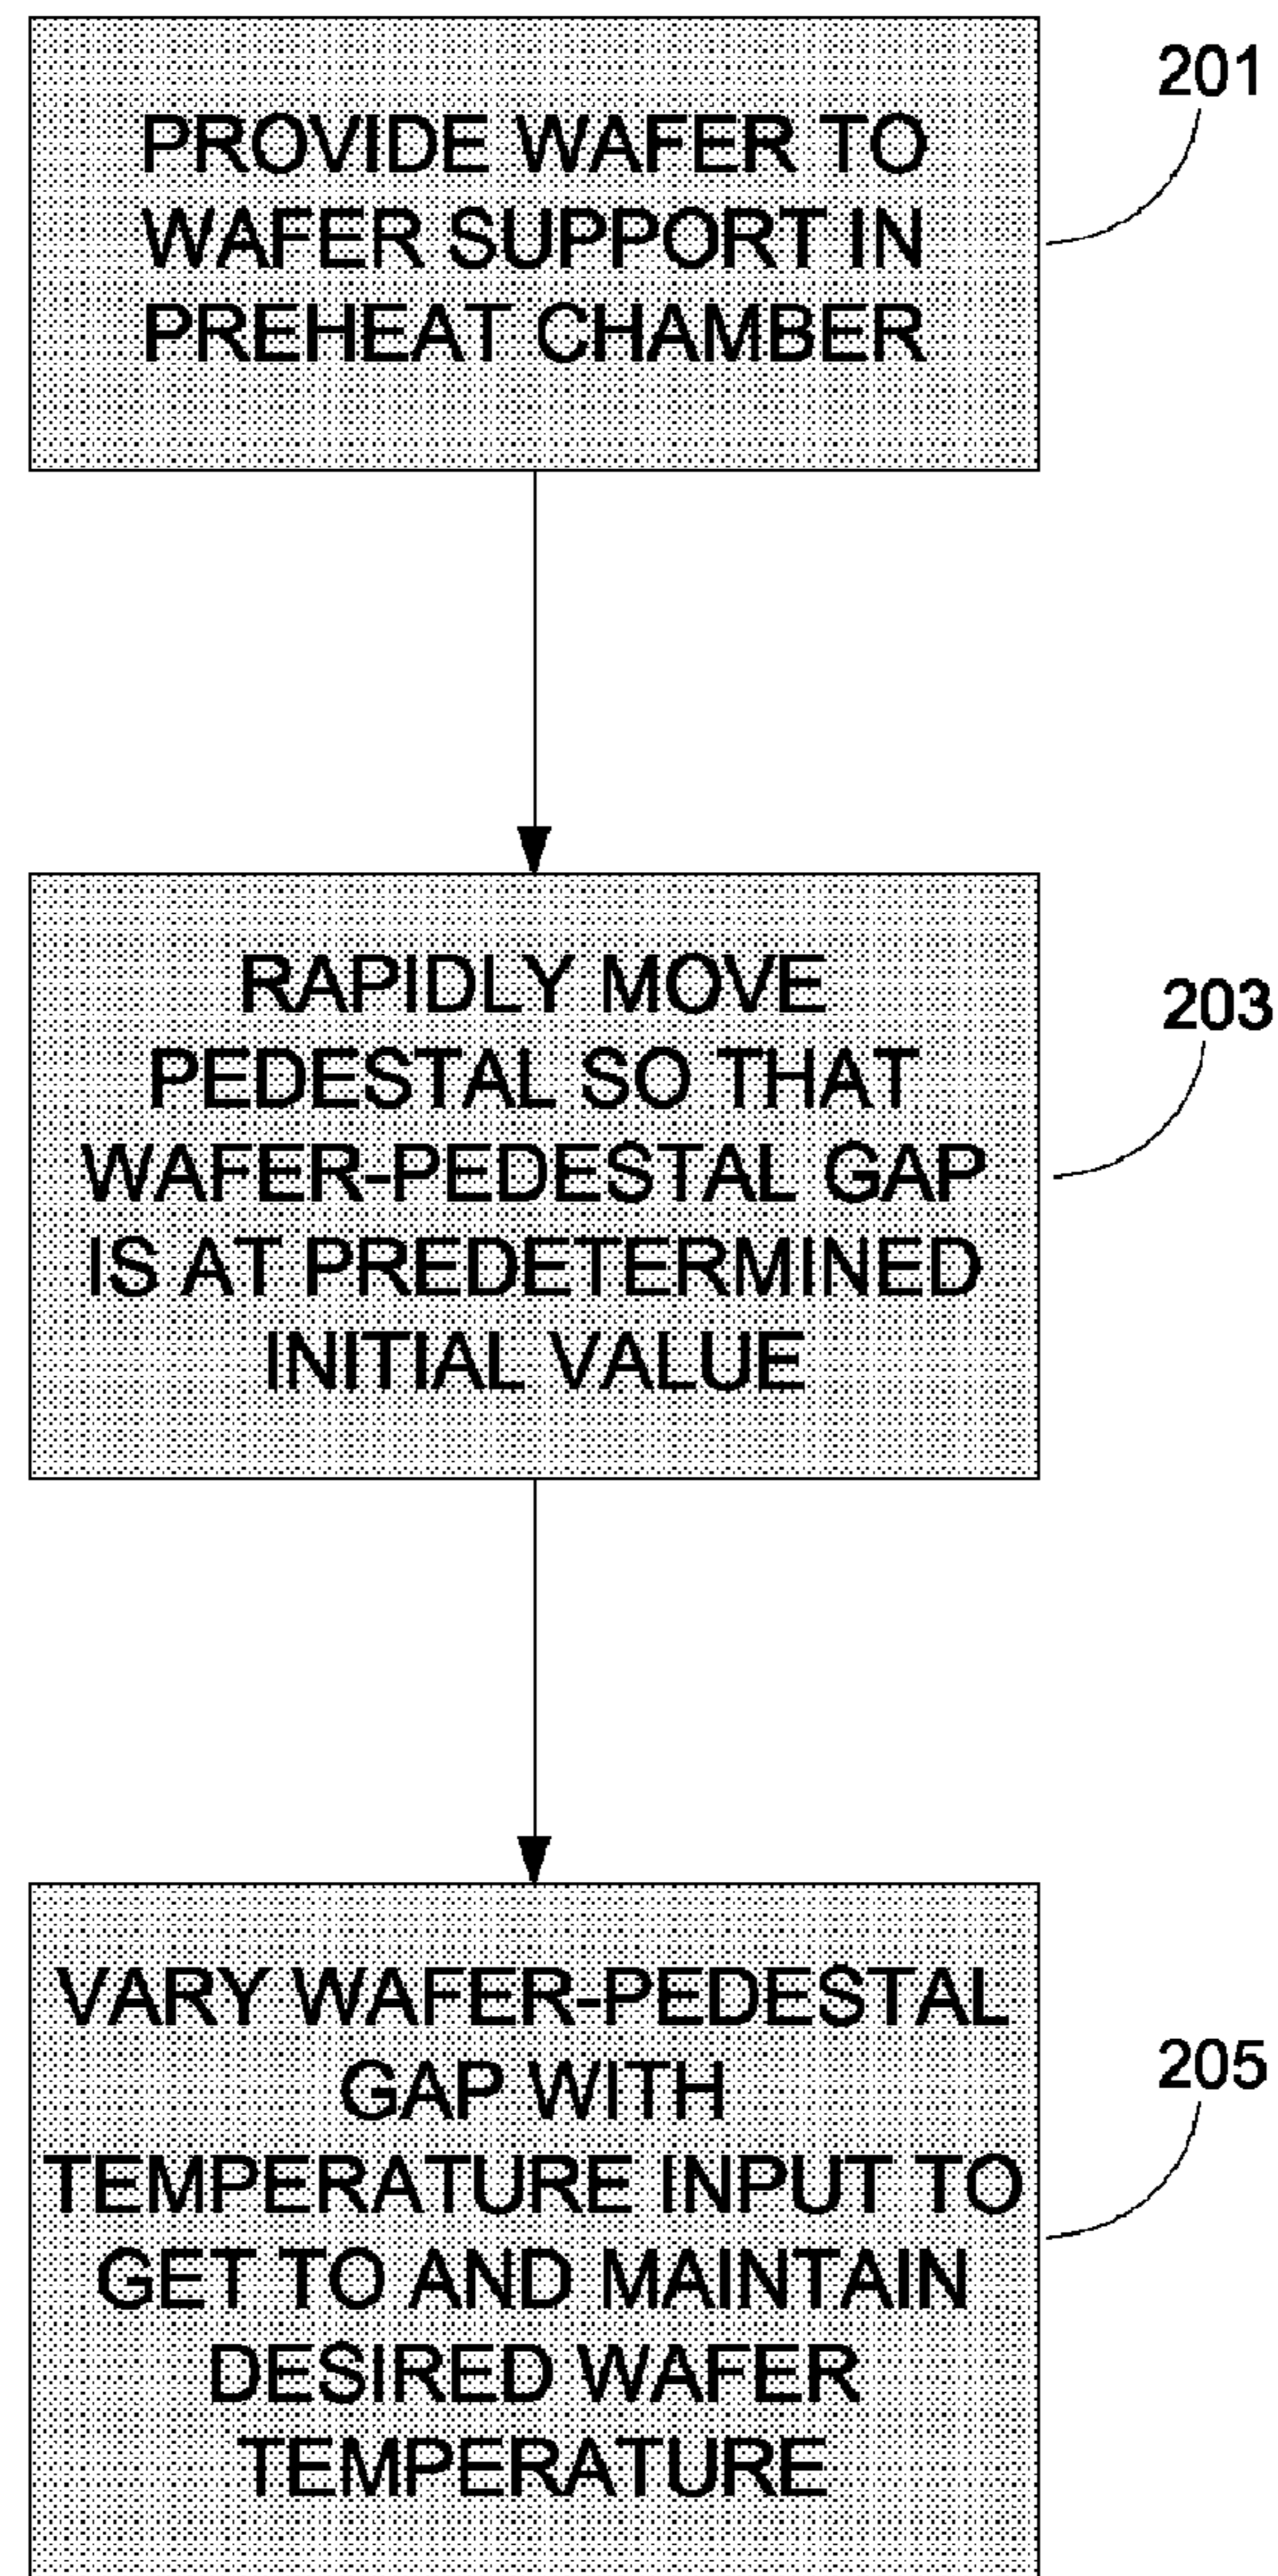 PROVIDE WAFER TO
WAFER SUPPORT IN
PREHEAT CHAMBER
201
RAPIDLY MOVE
PEDESTAL SO THAT
WAFER-PEDESTAL GAP
IS AT PREDETERMINED
INITIAL VALUE
203
VARY WAFER-PEDESTAL
GAP WITH
TEMPERATURE INPUT TO
GET TO AND MAINTAIN
DESIRED WAFER
TEMPERATURE
205